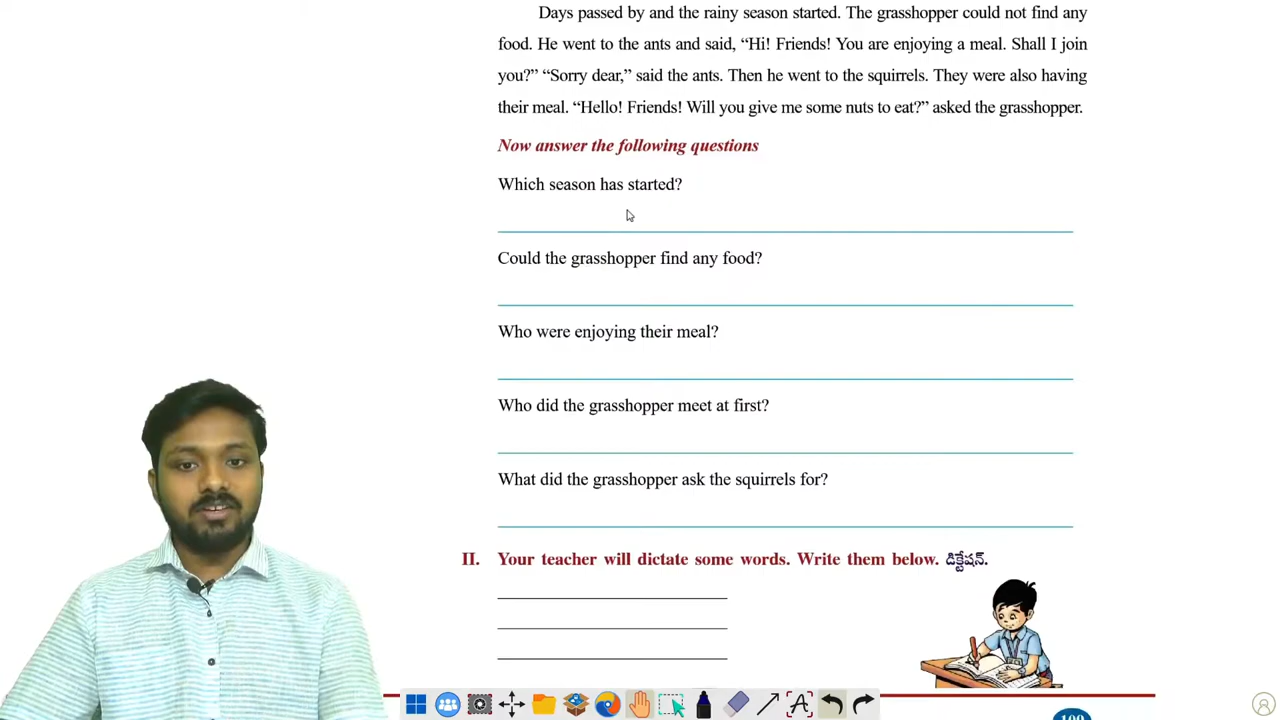 Days passed by and the rainy season started. The grasshopper could not find any
food. He went to the ants and said, “Hi! Friends! You are enjoying a meal. Shall I join
you?” “Sorry dear,” said the ants. Then he went to the squirrels. They were also having
their meal. “Hello! Friends! Will you give me some nuts to eat?” asked the grasshopper.
Now answer the following questions
Which season has started?
Could the grasshopper find any food?
Who were enjoying their meal?
Who did the grasshopper meet at first?
What did the grasshopper ask the squirrels for?
II. Your teacher will dictate some words. Write them below. డిక్టేషన్.